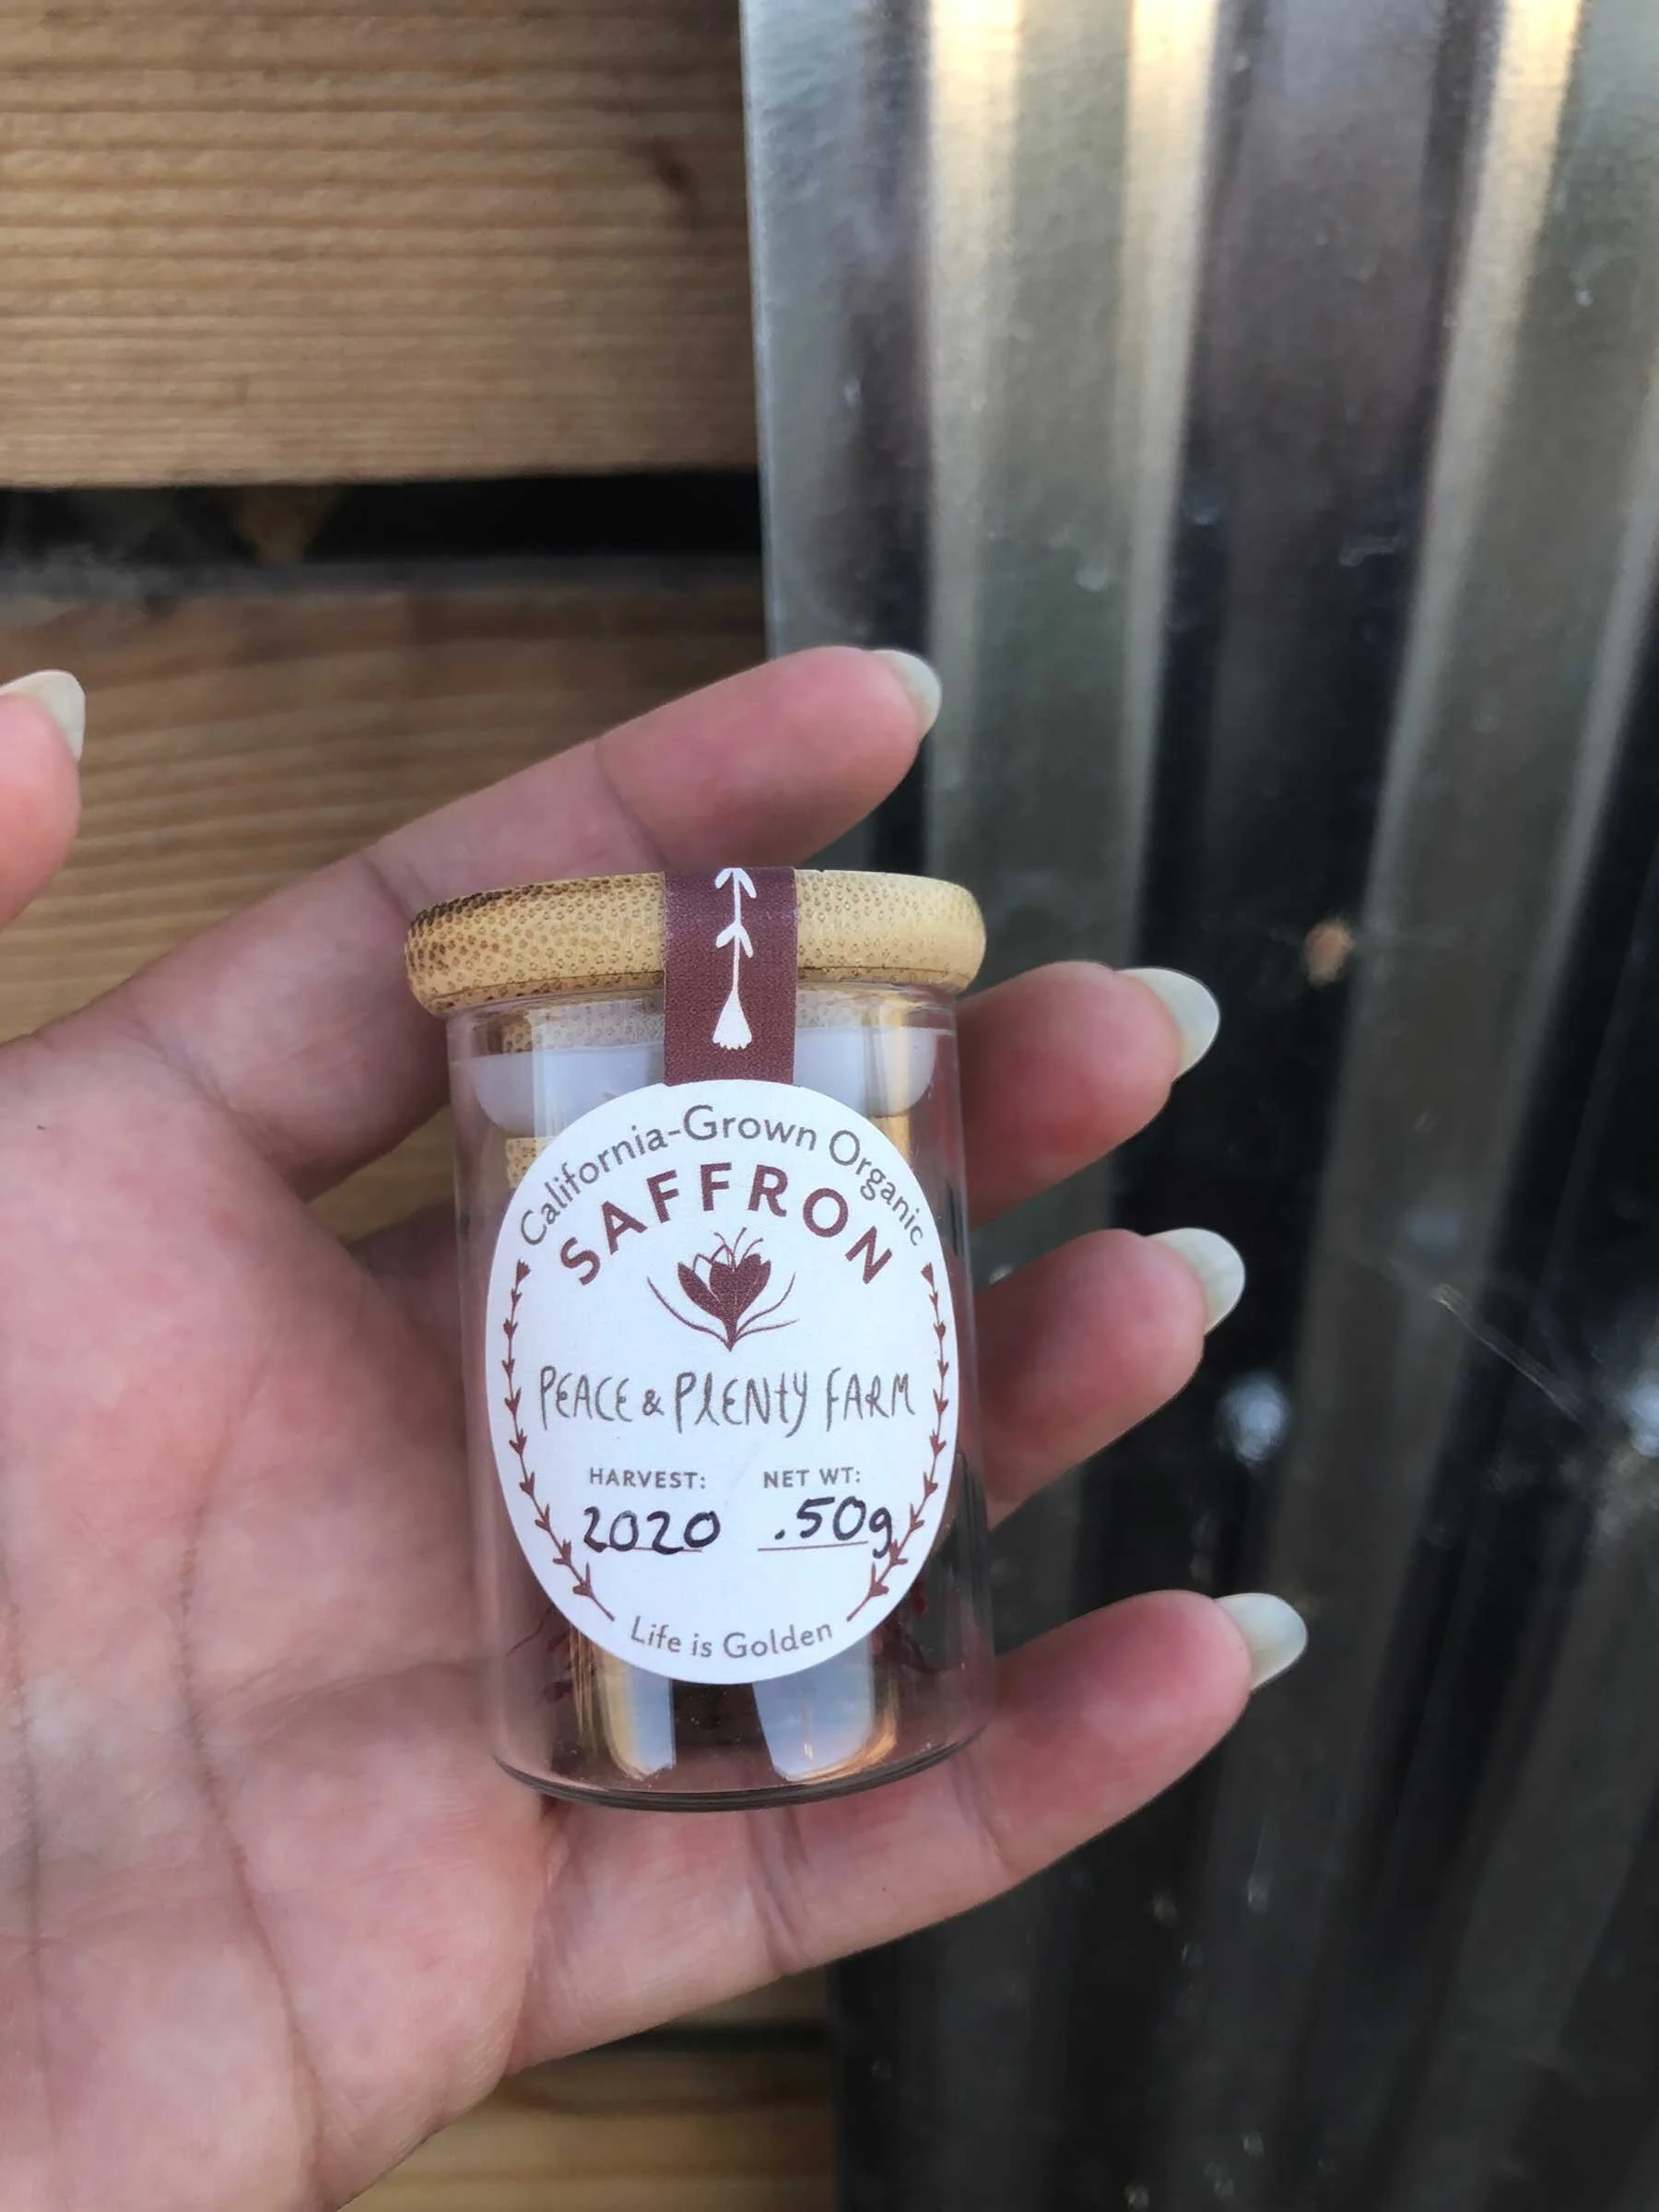 California-Grown Organic
SAFFRON
PEACE & PLENTY FARM
HARVEST: NET WT:
2020 .50g
Life is Golden